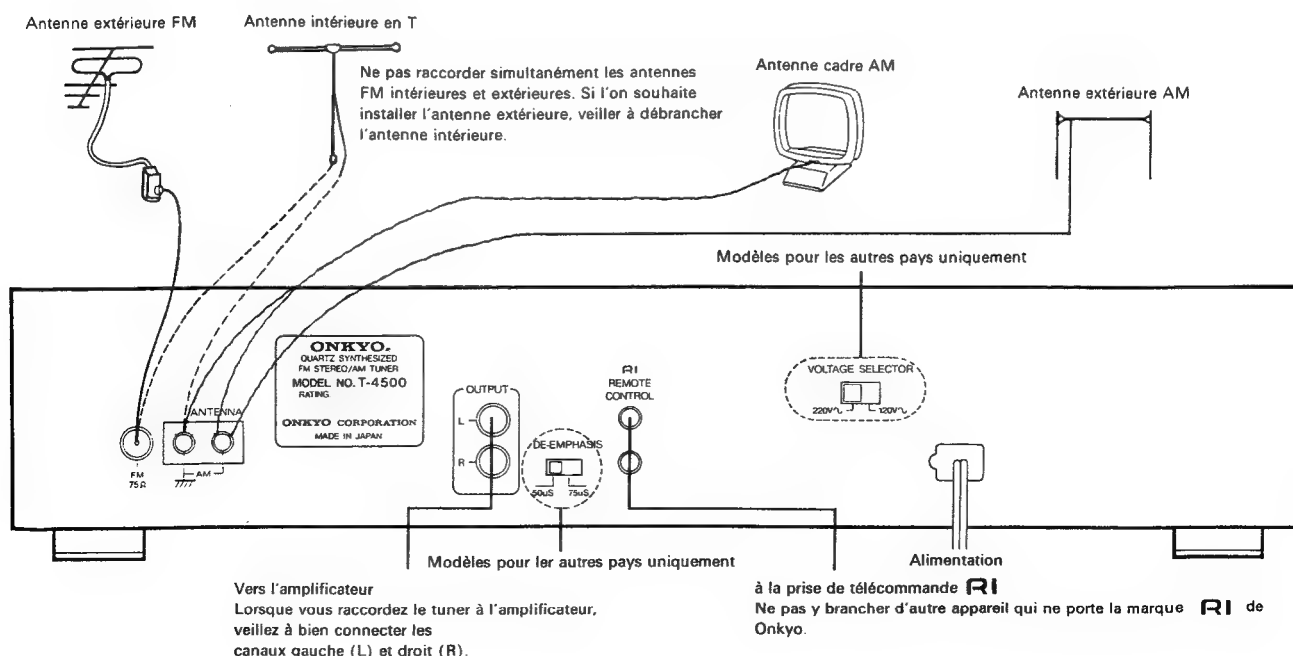 Antenne extérieure FM
Antenne intérieure en T
Ne pas raccorder simultanément les antennes
FM intérieures et extérieures. Si l'on souhaite
installer l'antenne extérieure, veiller à débrancher
l'antenne intérieure.
Antenne cadre AM
Antenne extérieure AM
Modèles pour les autres pays uniquement
ONKYO.
QUARTZ SYNTHESIZED
FM STEREO/AM TUNER
MODEL NO. T-4500
RATING
ONKYO CORPORATION
MADE IN JAPAN
ANTENNA
FM
75Ω
AM
OUTPUT
L
R
DE-EMPHASIS
50uS 75uS
RI
REMOTE
CONTROL
VOLTAGE SELECTOR
220V∿ 120V∿
Modèles pour ler autres pays uniquement
Alimentation
Vers l'amplificateur
Lorsque vous raccordez le tuner à l'amplificateur,
veillez à bien connecter les
canaux gauche (L) et droit (R).
à la prise de télécommande RI
Ne pas y brancher d'autre appareil qui ne porte la marque RI de
Onkyo.